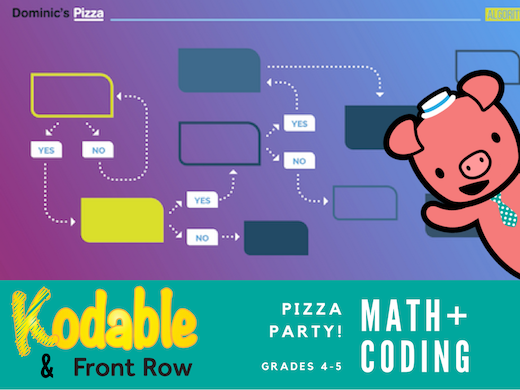 Dominic's Pizza
YES
NO
YES
NO
YES
NO
Kodable
& Front Row
PIZZA
PARTY!
GRADES 4-5
MATH+
CODING